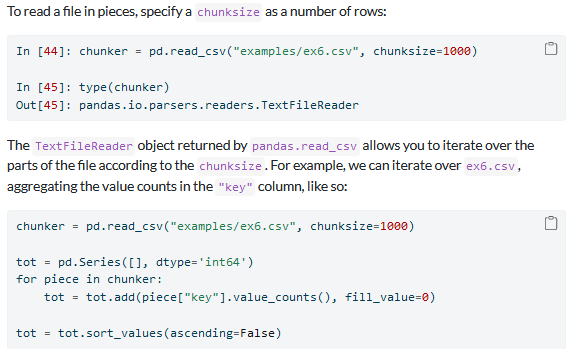 To read a file in pieces, specify a chunksize as a number of rows:
In [44]: chunker = pd.read_csv("examples/ex6.csv", chunksize=1000)
In [45]: type(chunker)
Out[45]: pandas.io.parsers.readers.TextFileReader
The TextFileReader object returned by pandas.read_csv allows you to iterate over the
parts of the file according to the chunksize. For example, we can iterate over ex6.csv,
aggregating the value counts in the "key" column, like so:
chunker = pd.read_csv("examples/ex6.csv", chunksize=1000)
tot = pd.Series([], dtype='int64')
for piece in chunker:
    tot = tot.add(piece["key"].value_counts(), fill_value=0)
tot = tot.sort_values(ascending=False)